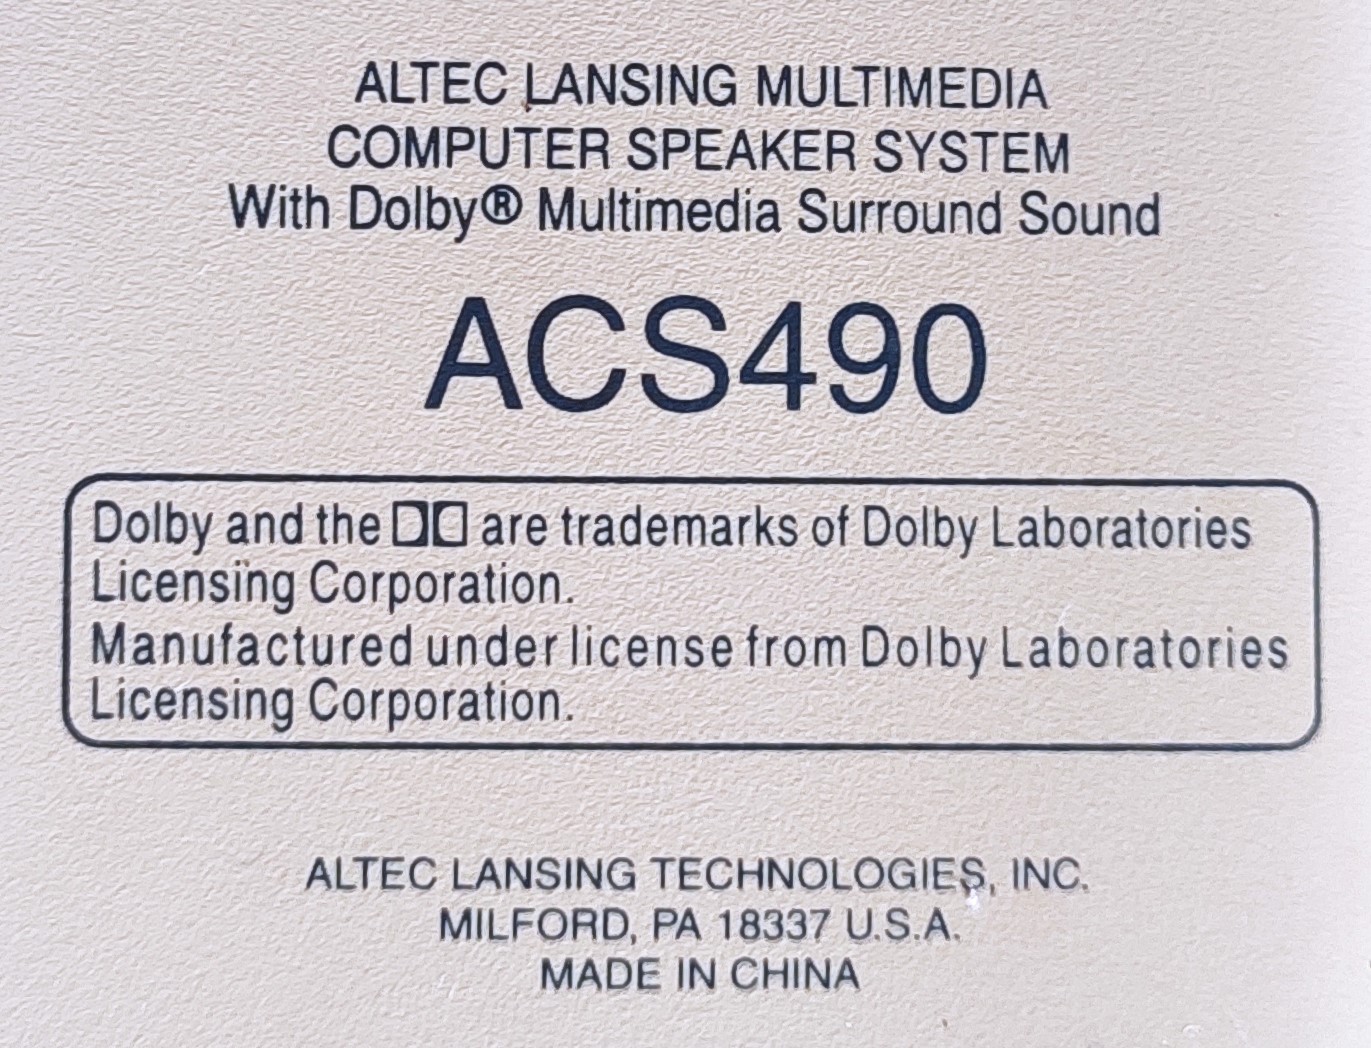 ALTEC LANSING MULTIMEDIA
COMPUTER SPEAKER SYSTEM
With Dolby® Multimedia Surround Sound
ACS490
Dolby and the are trademarks of Dolby Laboratories
Licensing Corporation.
Manufactured under license from Dolby Laboratories
Licensing Corporation.
ALTEC LANSING TECHNOLOGIES, INC.
MILFORD, PA 18337 U.S.A.
MADE IN CHINA